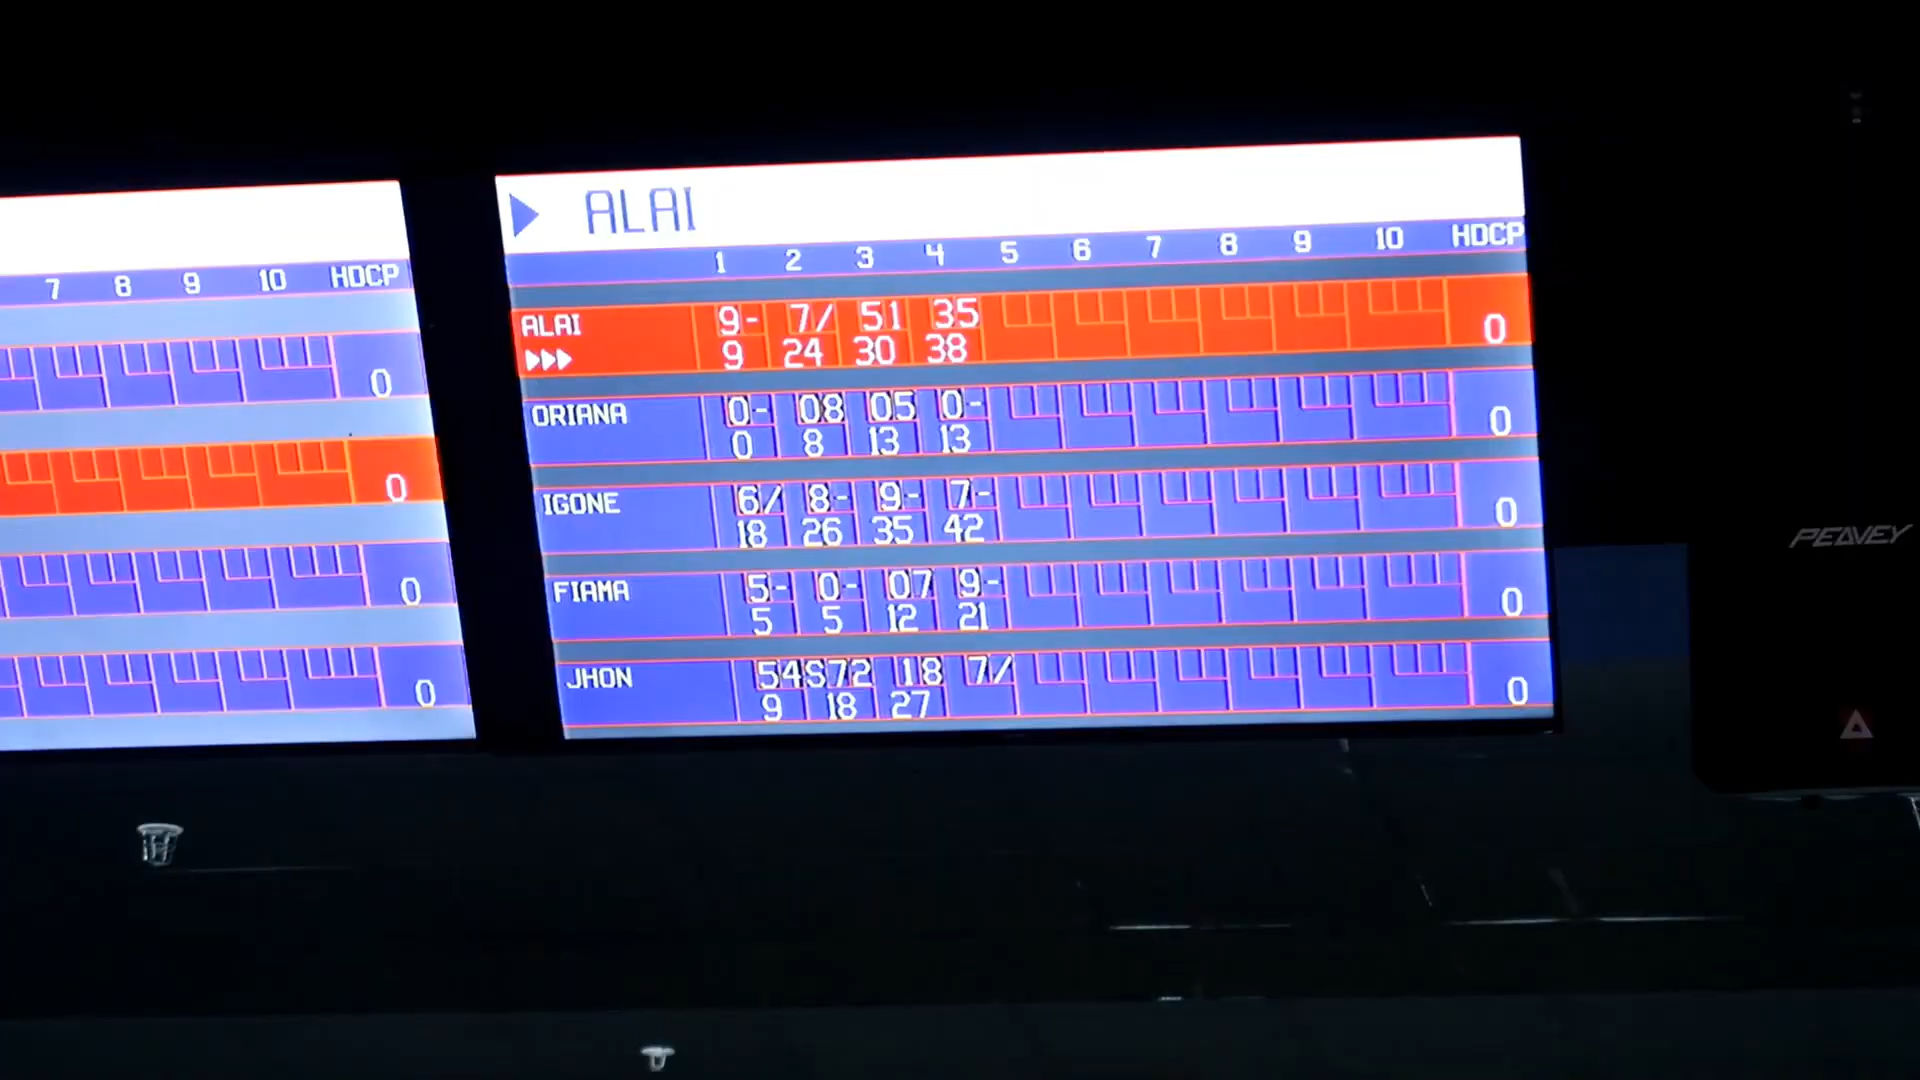 7 8 9 10 HDCP
0
0
0
0
ALAI
1 2 3 4 5 6 7 8 9 10 HDCP
ALAI 9- 7/ 51 35 0
9 24 30 38
ORIANA 0- 08 05 0- 0
0 8 13 13
IGONE 6/ 8- 9- 7- 0
18 26 35 42
FIAMA 5- 0- 07 9- 0
5 5 12 21
JHON 54 S72 18 7/ 0
9 18 27
PEAVEY